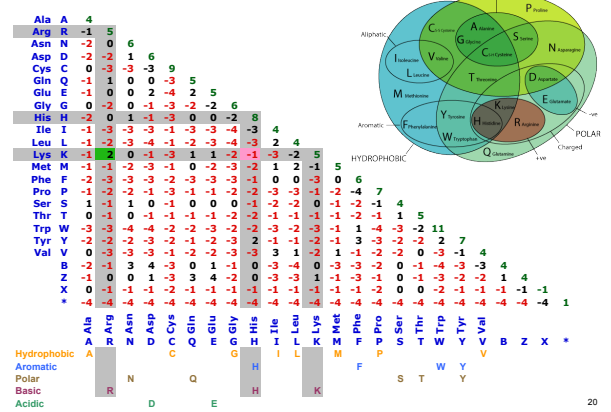 Ala A 4
Arg R -1 5
Asn N -2 0 6
Asp D -2 -2 1 6
Cys C 0 -3 -3 -3 9
Gln Q -1 1 0 0 -3 5
Glu E -1 0 0 2 -4 2 5
Gly G 0 -2 0 -1 -3 -2 -2 6
His H -2 0 1 -1 -3 0 0 -2 8
Ile I -1 -3 -3 -3 -1 -3 -3 -4 -3 4
Leu L -1 -2 -3 -4 -1 -2 -3 -4 -3 2 4
Lys K -1 2 0 -1 -3 1 1 -2 -1 -3 -2 5
Met M -1 -1 -2 -3 -1 0 -2 -3 -2 1 2 -1 5
Phe F -2 -3 -3 -3 -2 -3 -3 -3 -1 0 0 -3 0 6
Pro P -1 -2 -2 -1 -3 -1 -1 -2 -2 -3 -3 -1 -2 -4 7
Ser S 1 -1 1 0 -1 0 0 0 -1 -2 -2 0 -1 -2 -1 4
Thr T 0 -1 0 -1 -1 -1 -1 -2 -2 -1 -1 -1 -1 -2 -1 1 5
Trp W -3 -3 -4 -4 -2 -2 -3 -2 -2 -3 -2 -3 -1 1 -4 -3 -2 11
Tyr Y -2 -2 -2 -3 -2 -1 -2 -3 2 -1 -1 -2 -1 3 -3 -2 -2 2 7
Val V 0 -3 -3 -3 -1 -2 -2 -3 -3 3 1 -2 1 -1 -2 -2 0 -3 -1 4
B -2 -1 3 4 -3 0 1 -1 0 -3 -4 0 -3 -3 -2 0 -1 -4 -3 -3 4
Z -1 0 0 1 -3 3 4 -2 0 -3 -3 1 -1 -3 -1 0 -1 -3 -2 -2 1 4
X 0 -1 -1 -1 -2 -1 -1 -1 -1 -1 -1 -1 -1 -1 -2 0 0 -2 -1 -1 -1 -1 -1
* -4 -4 -4 -4 -4 -4 -4 -4 -4 -4 -4 -4 -4 -4 -4 -4 -4 -4 -4 -4 -4 -4 -4 1
Ala Arg Asn Asp Cys Gln Glu Gly His Ile Leu Lys Met Phe Pro Ser Thr Trp Tyr Val
A R N D C Q E G H I L K M F P S T W Y V B Z X *
Hydrophobic A C G I L M P V
Aromatic H F W Y
Polar N Q S T Y
Basic R H K
Acidic D E
P Proline
Aliphatic
A Alanine
G Glycine
S Serine
N Asparagine
I Isoleucine
V Valine
L Leucine
T Threonine
D Aspartate
M Methionine
E Glutamate
K Lysine
Y Tyrosine
H Histidine
R Arginine
-ve
Aromatic
F Phenylalanine
W Tryptophan
POLAR
Q Glutamine
Charged
+ve
HYDROPHOBIC
20